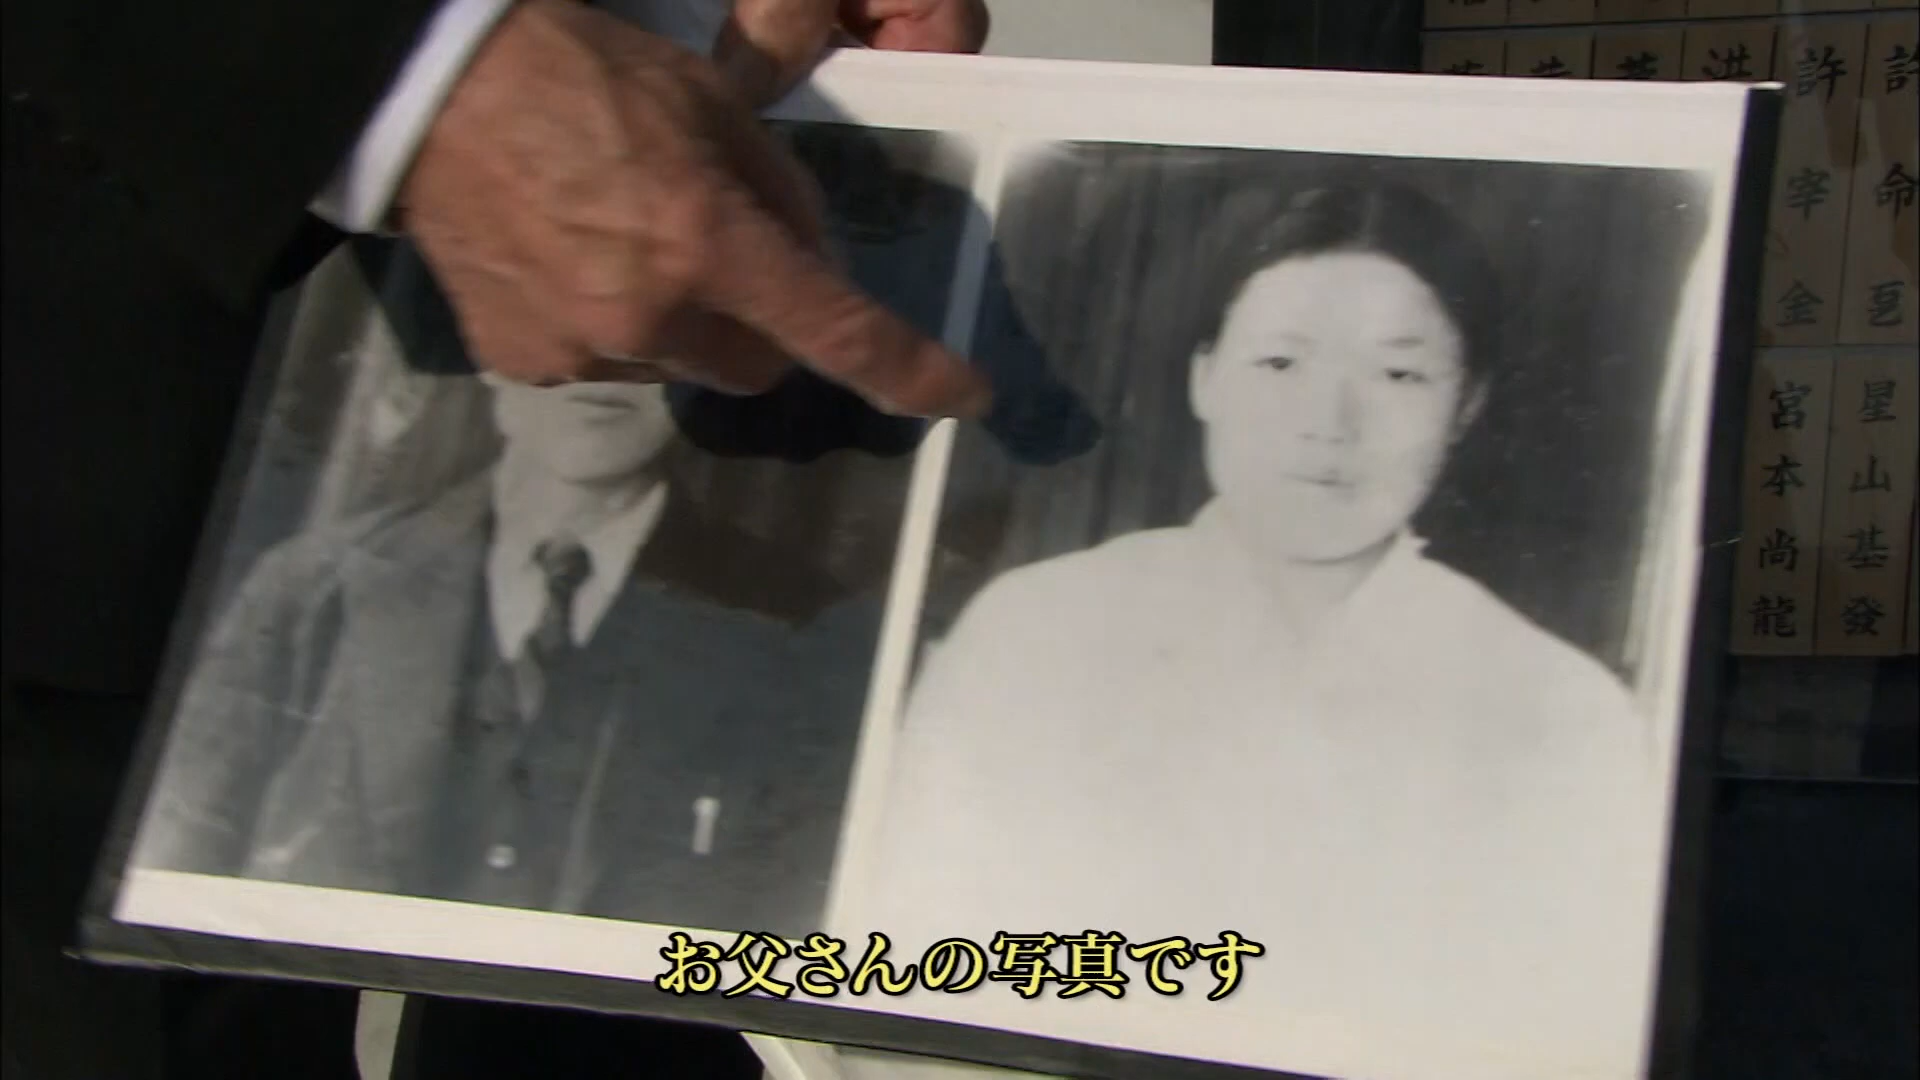 洪
許宰金
許命

宮本尚龍
星山基發
お父さんの写真です